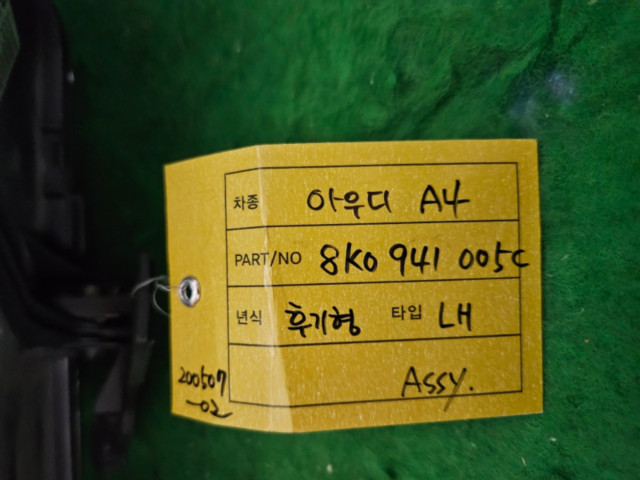 차종 아우디 A4
PART/NO 8K0 941 005C
년식 후기형 타입 LH
Assy.
200507
-02